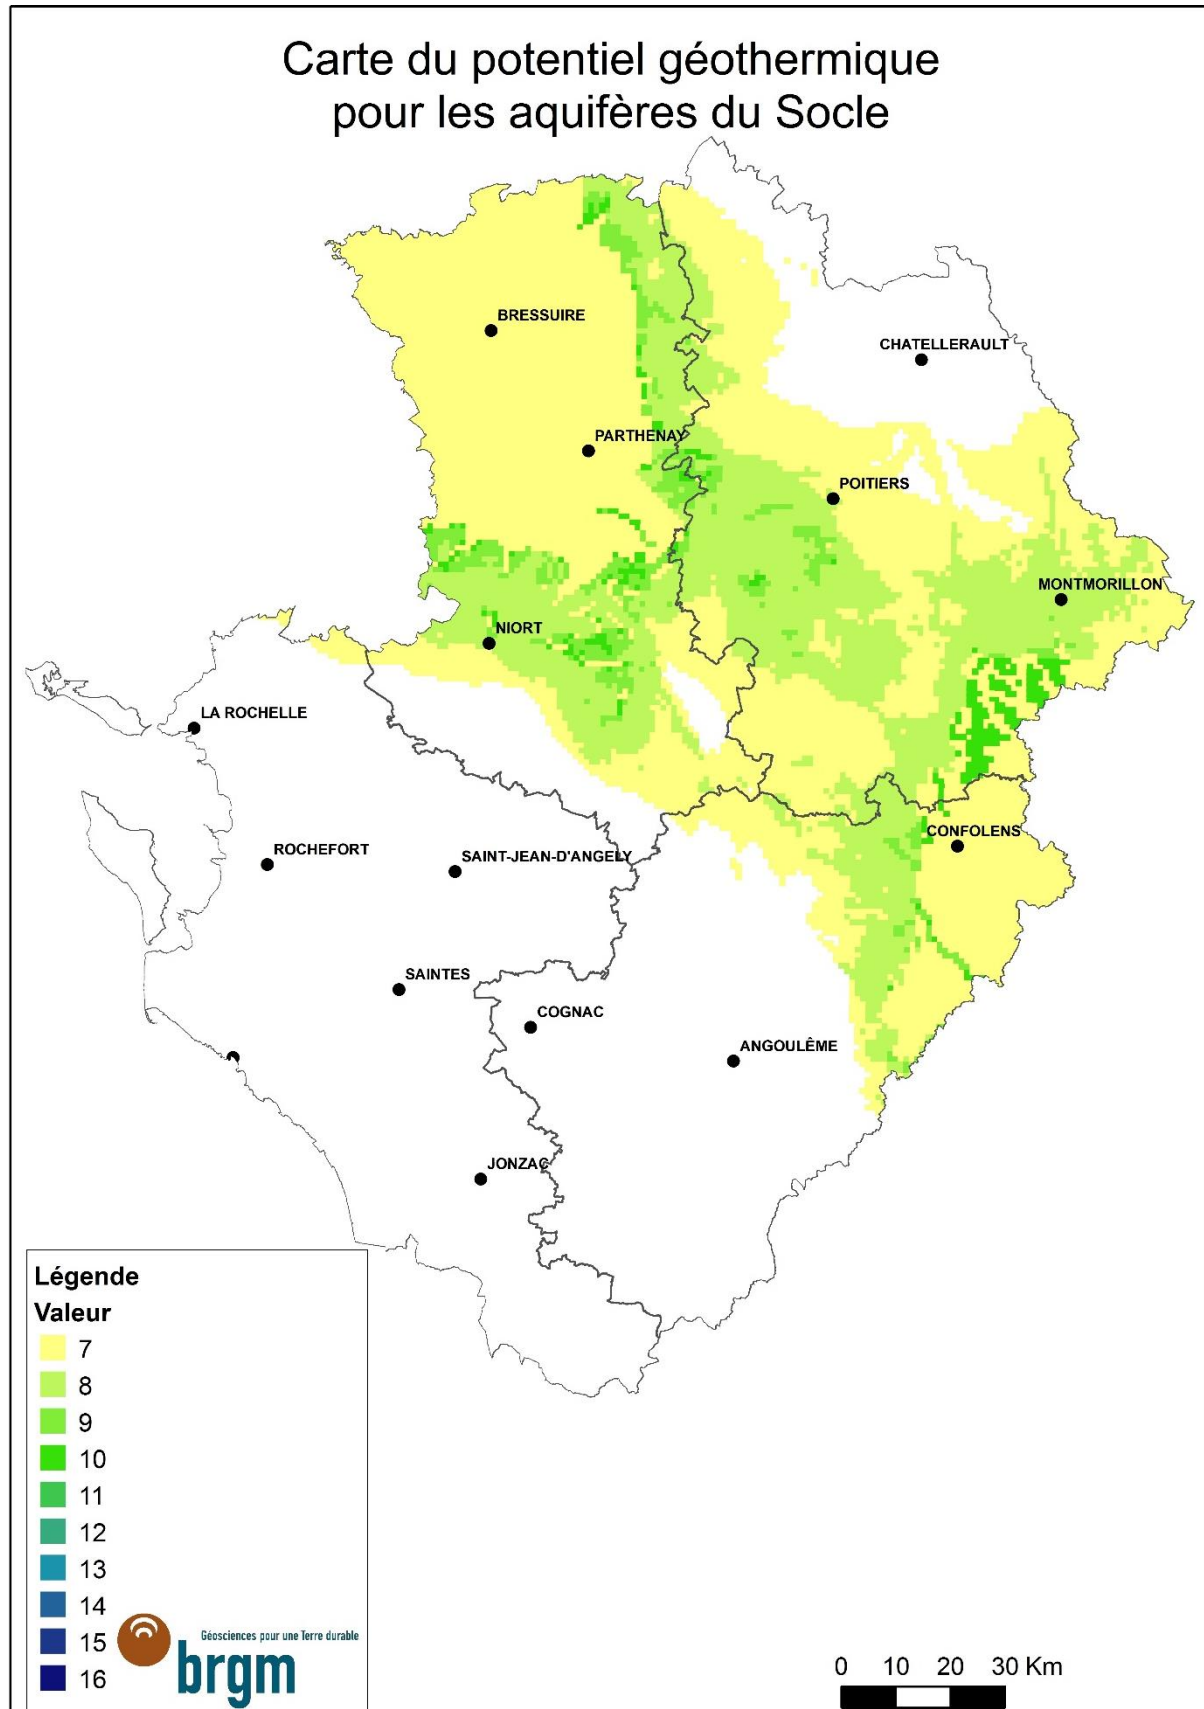 Carte du potentiel géothermique
pour les aquifères du Socle
BRESSUIRE
CHATELLERAULT
PARTHENAY
POITIERS
MONTMORILLON
NIORT
LA ROCHELLE
CONFOLENS
ROCHEFORT
SAINT-JEAN-D'ANGELY
SAINTES
COGNAC
ANGOULÊME
JONZAC
Légende
Valeur
7
8
9
10
11
12
13
14
15
16
Géosciences pour une Terre durable
brgm
0 10 20 30 Km